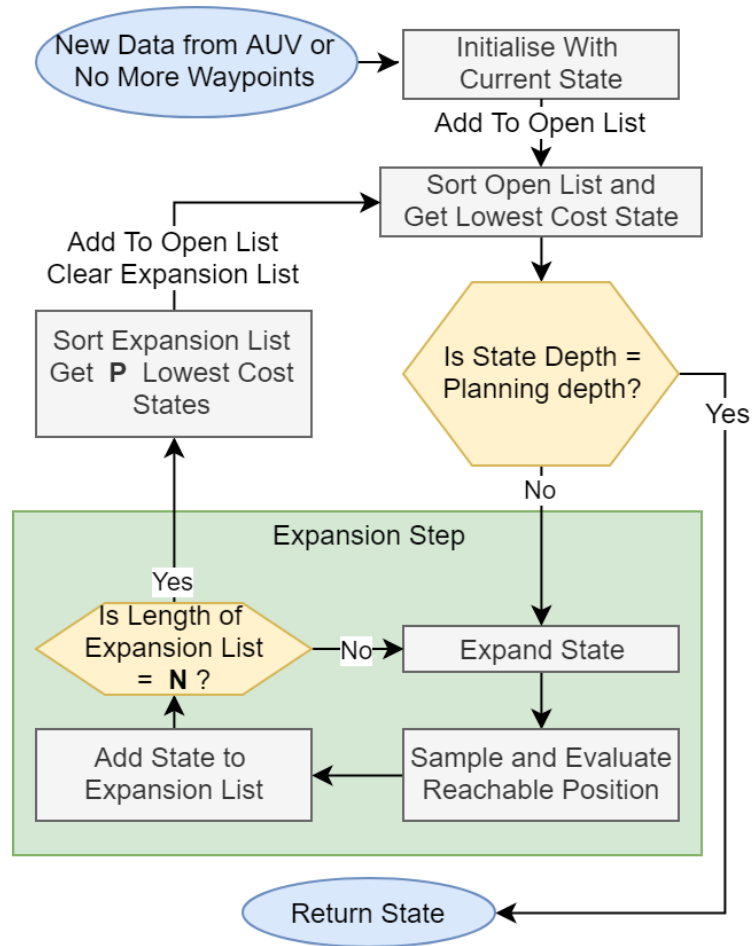 New Data from AUV or
No More Waypoints
Initialise With
Current State
Add To Open List
Sort Open List and
Get Lowest Cost State
Add To Open List
Clear Expansion List
Sort Expansion List
Get P Lowest Cost
States
Is State Depth =
Planning depth?
Yes
No
Expansion Step
Yes
Is Length of
Expansion List
= N ?
No
Expand State
Add State to
Expansion List
Sample and Evaluate
Reachable Position
Return State